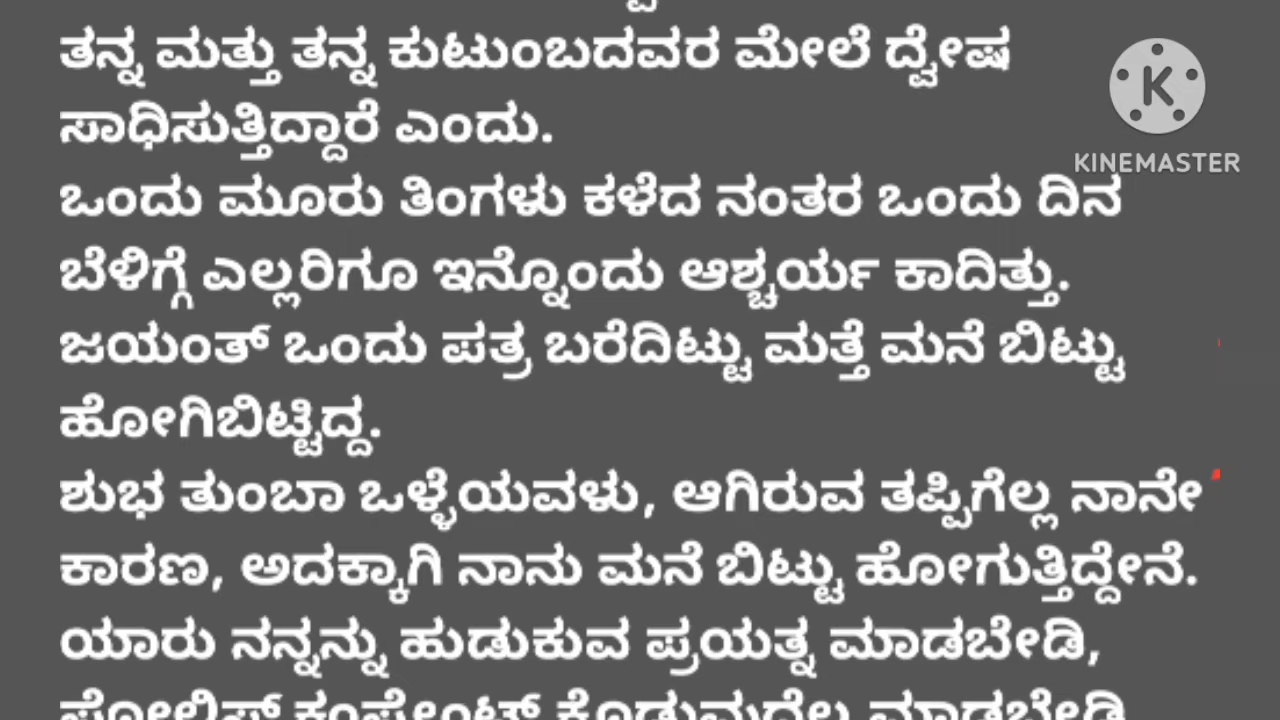 ತನ್ನ ಮತ್ತು ತನ್ನ ಕುಟುಂಬದವರ ಮೇಲೆ ದ್ವೇಷ
ಸಾಧಿಸುತ್ತಿದ್ದಾರೆ ಎಂದು.
KINEMASTER
ಒಂದು ಮೂರು ತಿಂಗಳು ಕಳೆದ ನಂತರ ಒಂದು ದಿನ
ಬೆಳಿಗ್ಗೆ ಎಲ್ಲರಿಗೂ ಇನ್ನೊಂದು ಆಶ್ಚರ್ಯ ಕಾದಿತ್ತು.
ಜಯಂತ್ ಒಂದು ಪತ್ರ ಬರೆದಿಟ್ಟು ಮತ್ತೆ ಮನೆ ಬಿಟ್ಟು
ಹೋಗಿಬಿಟ್ಟಿದ್ದ.
ಶುಭ ತುಂಬಾ ಒಳ್ಳೆಯವಳು, ಆಗಿರುವ ತಪ್ಪಿಗೆಲ್ಲ ನಾನೇ
ಕಾರಣ, ಅದಕ್ಕಾಗಿ ನಾನು ಮನೆ ಬಿಟ್ಟು ಹೋಗುತ್ತಿದ್ದೇನೆ.
ಯಾರು ನನ್ನನ್ನು ಹುಡುಕುವ ಪ್ರಯತ್ನ ಮಾಡಬೇಡಿ,
ಪೋಲಿಸ್ ಕಂಪ್ಲೇಂಟ್ ಕೊಡುವುದೆಲ್ಲ ಮಾಡಬೇಡಿ